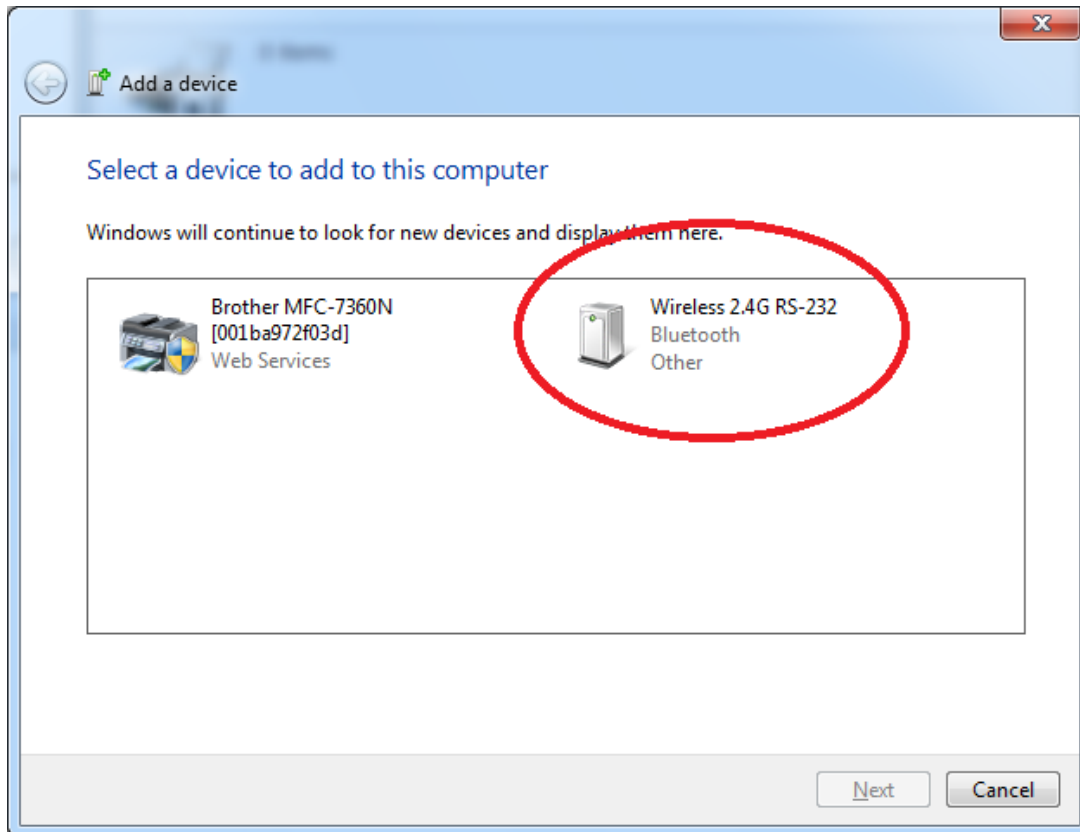 Add a device
Select a device to add to this computer
Windows will continue to look for new devices and display them here.
Brother MFC-7360N
[001ba972f03d]
Web Services
Wireless 2.4G RS-232
Bluetooth
Other
Next
Cancel